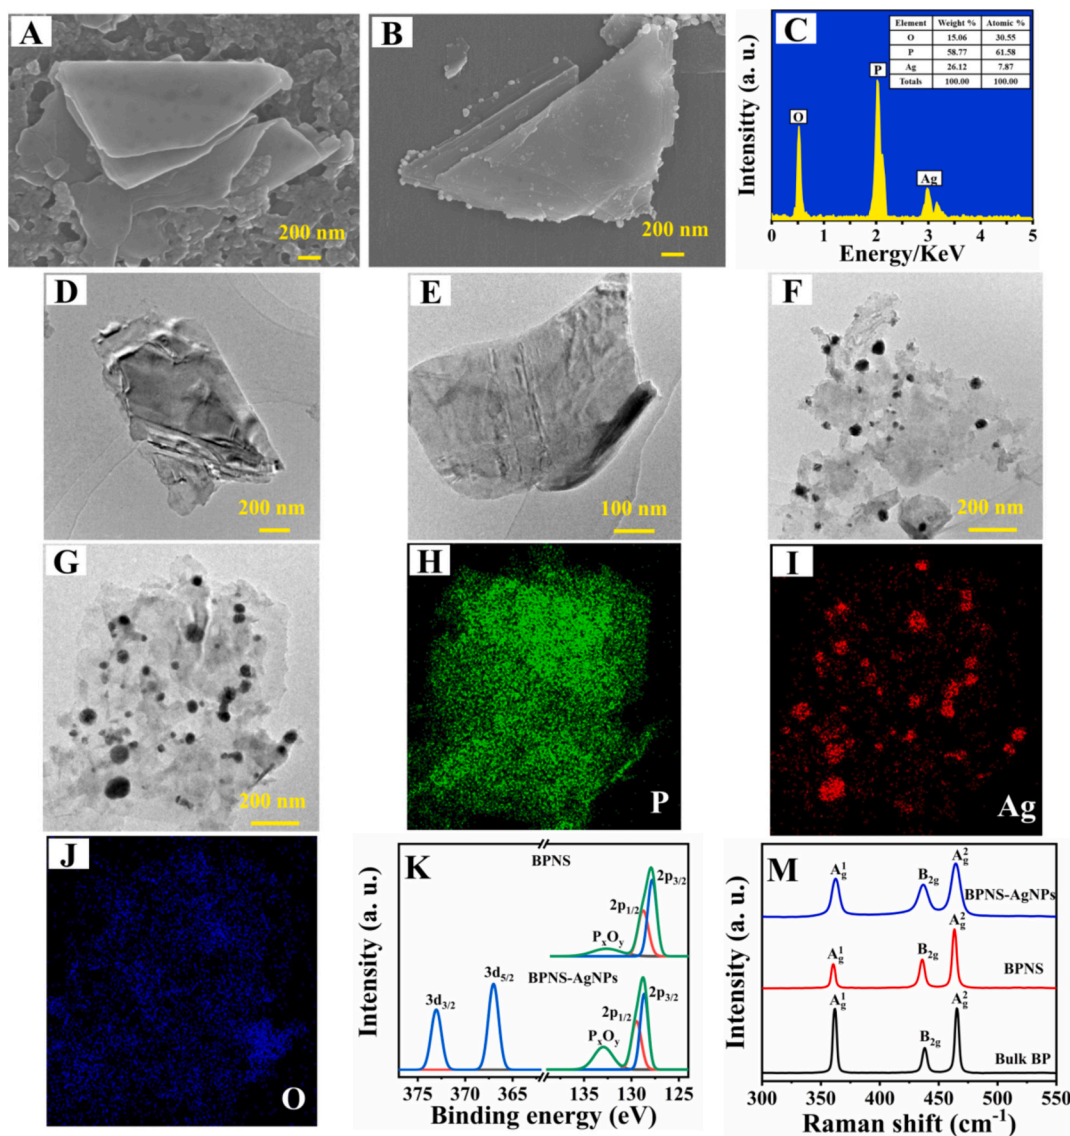 A
200 nm
B
200 nm
C
Intensitty (a. u.)
Element Weight % Atomic %
O 15.06 30.55
P 58.77 61.58
Ag 26.12 7.87
Totals 100.00 100.00
O
P
Ag
0 1 2 3 4 5
Energy/KeV
D
200 nm
E
100 nm
F
200 nm
G
200 nm
H
P
I
Ag
J
O
K
Intensity (a. u.)
BPNS
2p3/2
2p1/2
PxOy
BPNS-AgNPs
3d5/2
3d3/2
2p3/2
2p1/2
PxOy
375 370 365 135 130 125
Binding energy (eV)
M
Intensity (a. u.)
A¹g B2g A²g
BPNS-AgNPs
A¹g B2g A²g
BPNS
A¹g B2g A²g
Bulk BP
300 350 400 450 500 550
Raman shift (cm⁻¹)